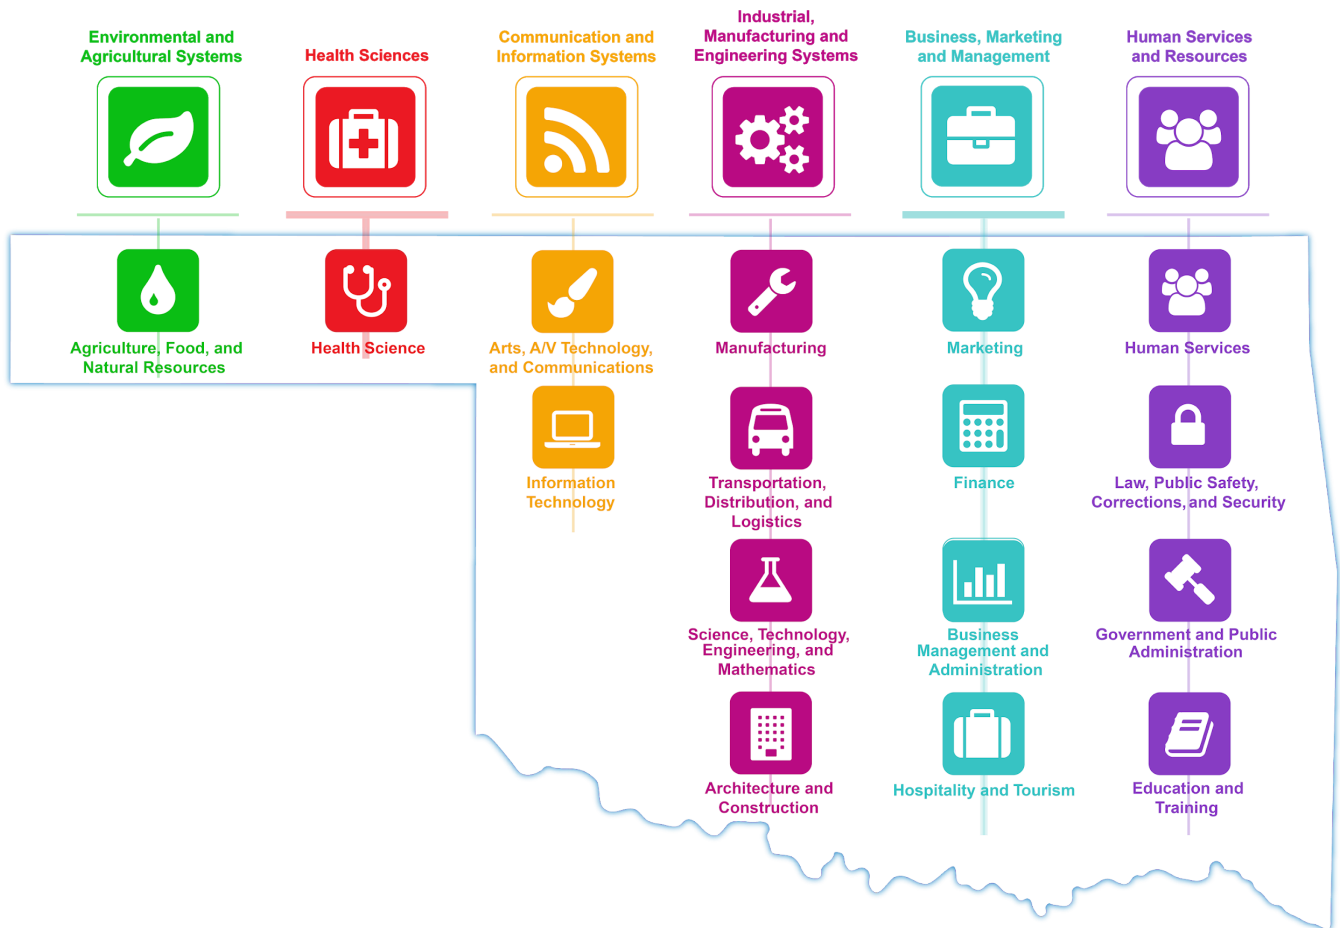 Environmental and
Agricultural Systems
Health Sciences
Communication and
Information Systems
Industrial,
Manufacturing and
Engineering Systems
Business, Marketing
and Management
Human Services
and Resources
Agriculture, Food, and
Natural Resources
Health Science
Arts, A/V Technology,
and Communications
Manufacturing
Marketing
Human Services
Information
Technology
Transportation,
Distribution, and
Logistics
Finance
Law, Public Safety,
Corrections, and Security
Science, Technology,
Engineering, and
Mathematics
Business
Management and
Administration
Government and Public
Administration
Architecture and
Construction
Hospitality and Tourism
Education and
Training